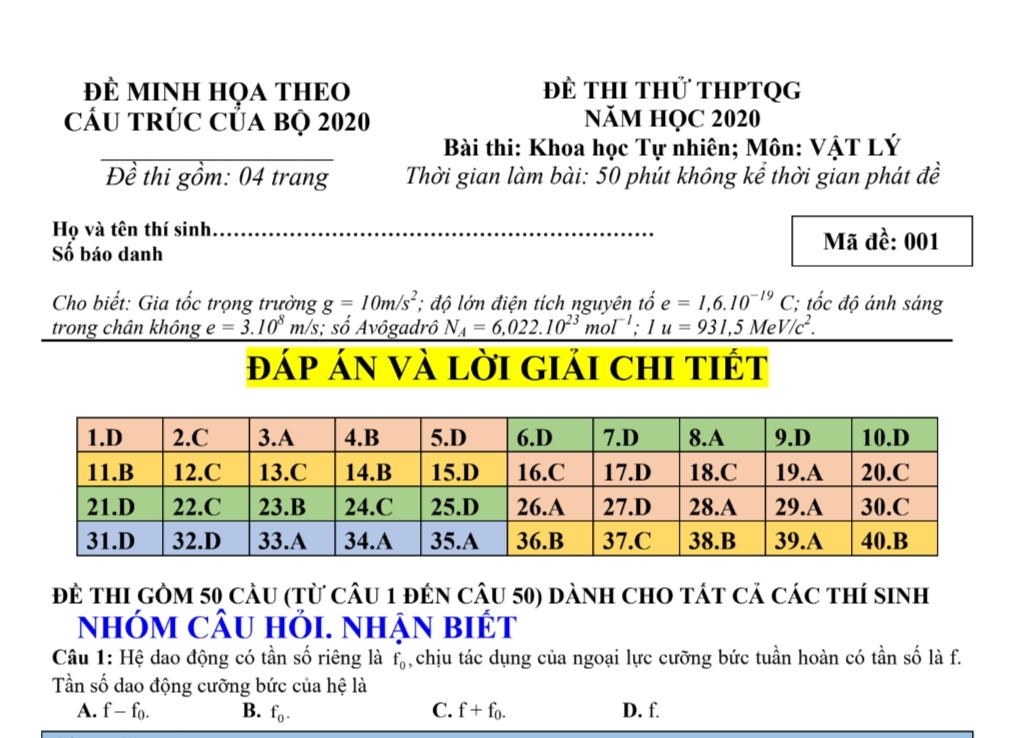 ĐỀ MINH HỌA THEO
CẤU TRÚC CỦA BỘ 2020
Đề thi gồm: 04 trang
ĐỀ THI THỬ THPTQG
NĂM HỌC 2020
Bài thi: Khoa học Tự nhiên; Môn: VẬT LÝ
Thời gian làm bài: 50 phút không kể thời gian phát đề
Họ và tên thí sinh................................................................
Số báo danh
Mã đề: 001
Cho biết: Gia tốc trọng trường g = 10m/s²; độ lớn điện tích nguyên tố e = 1,6.10⁻¹⁹ C; tốc độ ánh sáng
trong chân không e = 3.10⁸ m/s; số Avôgadrô N_A = 6,022.10²³ mol⁻¹; 1 u = 931,5 MeV/c².
ĐÁP ÁN VÀ LỜI GIẢI CHI TIẾT
1.D 2.C 3.A 4.B 5.D 6.D 7.D 8.A 9.D 10.D
11.B 12.C 13.C 14.B 15.D 16.C 17.D 18.C 19.A 20.C
21.D 22.C 23.B 24.C 25.D 26.A 27.D 28.A 29.A 30.C
31.D 32.D 33.A 34.A 35.A 36.B 37.C 38.B 39.A 40.B
ĐỀ THI GỒM 50 CÂU (TỪ CÂU 1 ĐẾN CÂU 50) DÀNH CHO TẤT CẢ CÁC THÍ SINH
NHÓM CÂU HỎI. NHẬN BIẾT
Câu 1: Hệ dao động có tần số riêng là f₀, chịu tác dụng của ngoại lực cưỡng bức tuần hoàn có tần số là f.
Tần số dao động cưỡng bức của hệ là
A. f – f₀. B. f₀. C. f + f₀. D. f.